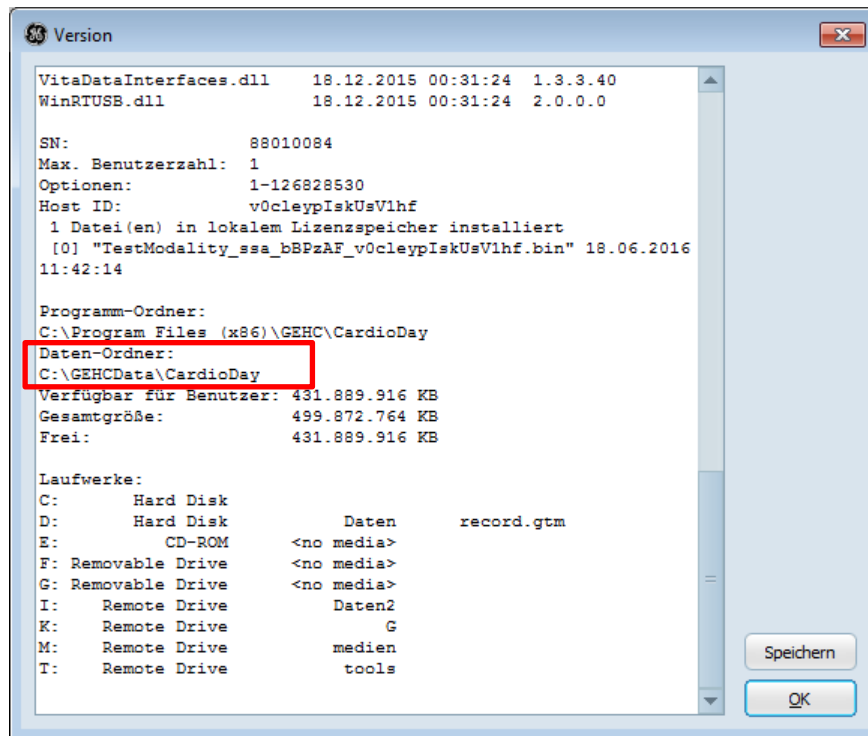 Version
VitaDataInterfaces.dll 18.12.2015 00:31:24 1.3.3.40
WinRTUSB.dll 18.12.2015 00:31:24 2.0.0.0
SN: 88010084
Max. Benutzerzahl: 1
Optionen: 1-126828530
Host ID: v0cleypIskUsV1hf
1 Datei(en) in lokalem Lizenzspeicher installiert
[0] "TestModality_ssa_bBPzAF_v0cleypIskUsV1hf.bin" 18.06.2016
11:42:14
Programm-Ordner:
C:\Program Files (x86)\GEHC\CardioDay
Daten-Ordner:
C:\GEHCData\CardioDay
Verfügbar für Benutzer: 431.889.916 KB
Gesamtgröße: 499.872.764 KB
Frei: 431.889.916 KB
Laufwerke:
C: Hard Disk
D: Hard Disk Daten record.gtm
E: CD-ROM <no media>
F: Removable Drive <no media>
G: Removable Drive <no media>
I: Remote Drive Daten2
K: Remote Drive G
M: Remote Drive medien
T: Remote Drive tools
Speichern
OK